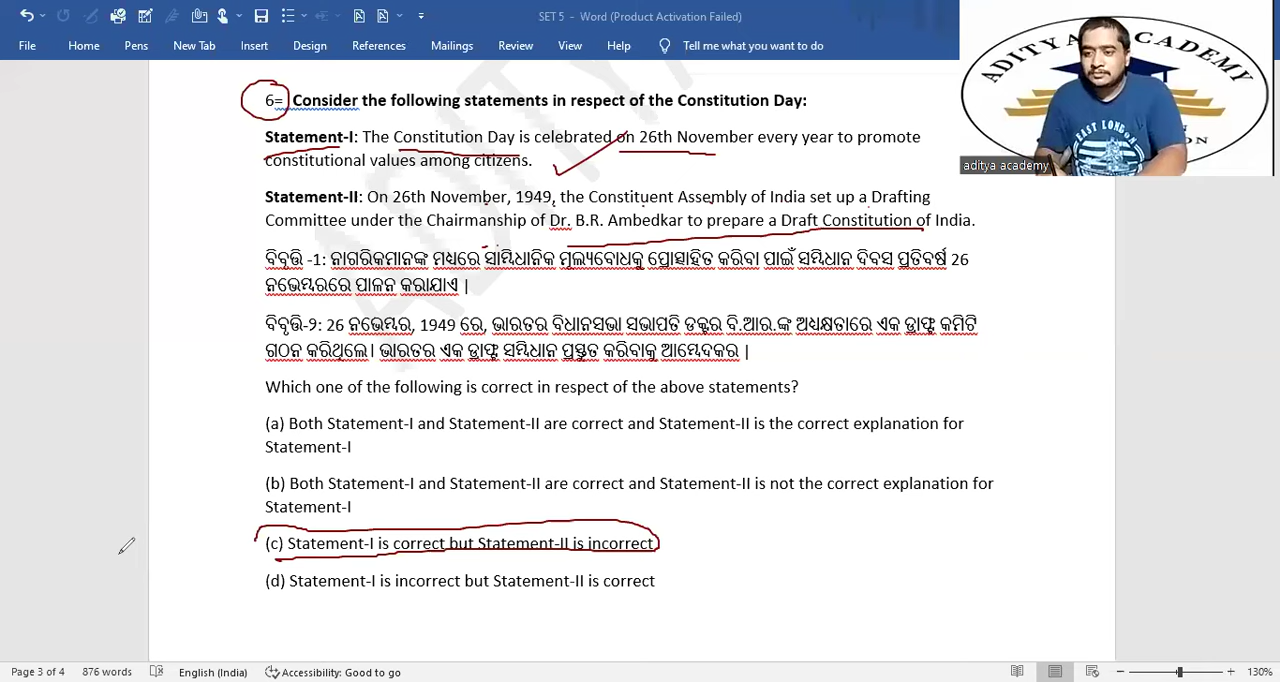 SET 5 - Word (Product Activation Failed)
File Home Pens New Tab Insert Design References Mailings Review View Help Tell me what you want to do
ADITYA ACADEMY
EAST LONDON
aditya academy
6= Consider the following statements in respect of the Constitution Day:
Statement-I: The Constitution Day is celebrated on 26th November every year to promote
constitutional values among citizens.
Statement-II: On 26th November, 1949, the Constituent Assembly of India set up a Drafting
Committee under the Chairmanship of Dr. B.R. Ambedkar to prepare a Draft Constitution of India.
ବିବୃତ୍ତି -1: ନାଗରିକମାନଙ୍କ ମଧ୍ୟରେ ସାମ୍ବିଧାନିକ ମୂଲ୍ୟବୋଧକୁ ପ୍ରୋତ୍ସାହିତ କରିବା ପାଇଁ ସମ୍ବିଧାନ ଦିବସ ପ୍ରତିବର୍ଷ 26
ନଭେମ୍ବରରେ ପାଳନ କରାଯାଏ |
ବିବୃତ୍ତି-୨: 26 ନଭେମ୍ବର, 1949 ରେ, ଭାରତର ବିଧାନସଭା ସଭାପତି ଡକ୍ଟର ବି.ଆର.ଙ୍କ ଅଧ୍ୟକ୍ଷତାରେ ଏକ ଡ୍ରାଫ୍ଟ କମିଟି
ଗଠନ କରିଥିଲେ। ଭାରତର ଏକ ଡ୍ରାଫ୍ଟ ସମ୍ବିଧାନ ପ୍ରସ୍ତୁତ କରିବାକୁ ଆମ୍ବେଦକର |
Which one of the following is correct in respect of the above statements?
(a) Both Statement-I and Statement-II are correct and Statement-II is the correct explanation for
Statement-I
(b) Both Statement-I and Statement-II are correct and Statement-II is not the correct explanation for
Statement-I
(c) Statement-I is correct but Statement-II is incorrect
(d) Statement-I is incorrect but Statement-II is correct
Page 3 of 4 876 words English (India) Accessibility: Good to go 130%